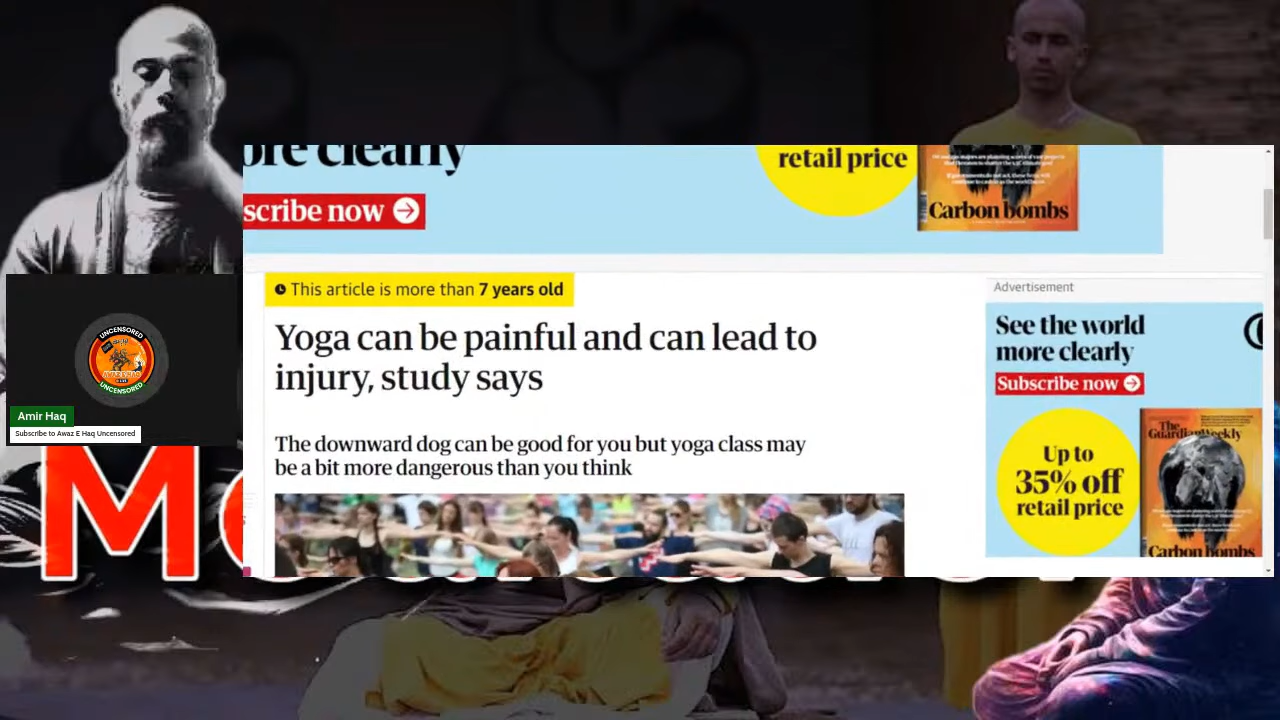 ore clearly
scribe now
retail price
Carbon bombs
This article is more than 7 years old
Yoga can be painful and can lead to
injury, study says
The downward dog can be good for you but yoga class may
be a bit more dangerous than you think
Advertisement
See the world
more clearly
Subscribe now
Up to
35% off
retail price
The
Guardian Weekly
Carbon bombs
UNCENSORED
UNCENSORED
Amir Haq
Subscribe to Awaz E Haq Uncensored